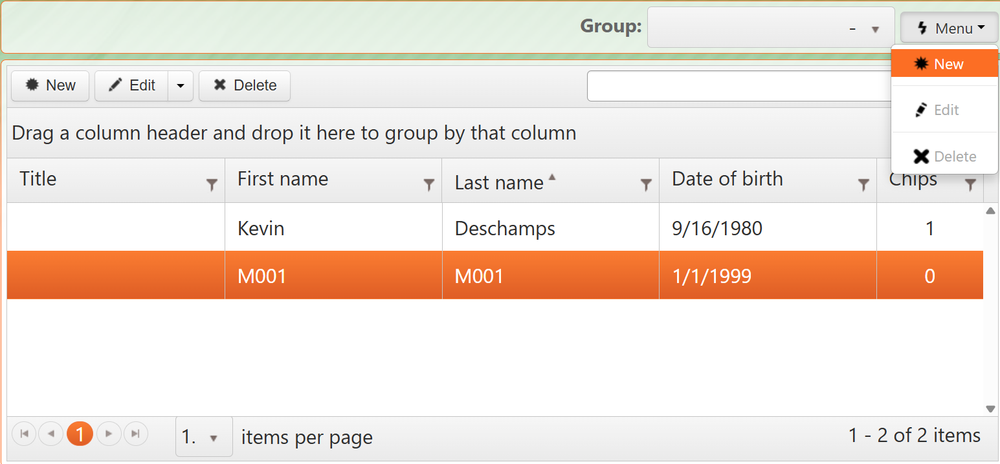 Group: - Menu
New
Edit
Delete
New Edit Delete
Drag a column header and drop it here to group by that column
Title First name Last name Date of birth Chips
Kevin Deschamps 9/16/1980 1
M001 M001 1/1/1999 0
1 1. items per page 1 - 2 of 2 items